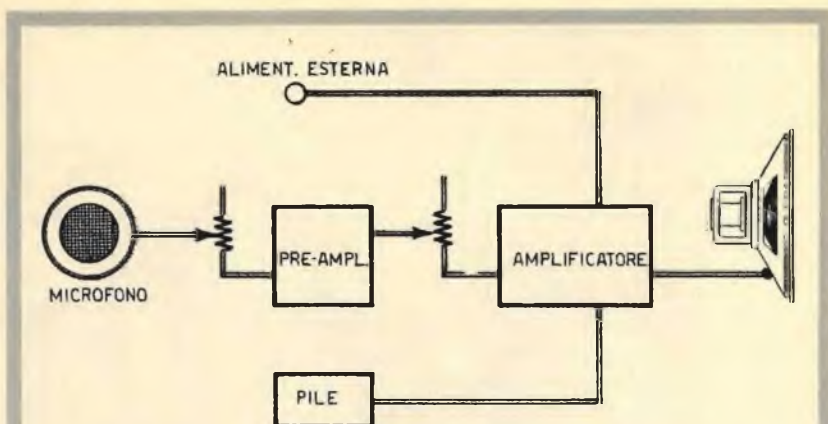 ALIMENT. ESTERNA
MICROFONO
PRE-AMPL.
AMPLIFICATORE
PILE